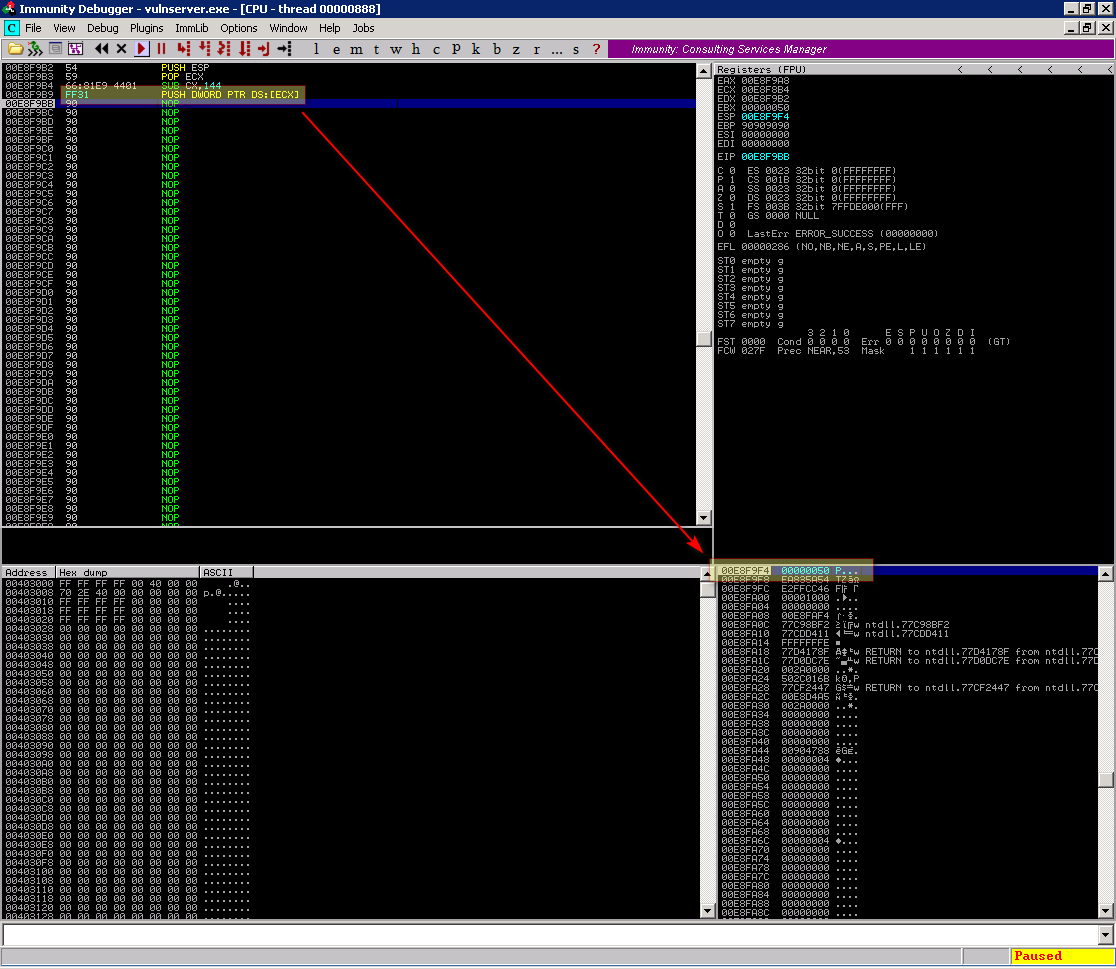 Immunity Debugger - vulnserver.exe - [CPU - thread 00000888]
C File View Debug Plugins ImmLib Options Window Help Jobs
l e m t w h c p k b z r ... s ? Immunity: Consulting Services Manager
00E8F9B2 54 PUSH ESP
00E8F9B3 59 POP ECX
00E8F9B4 66:81E9 4401 SUB CX,144
00E8F9B9 FF31 PUSH DWORD PTR DS:[ECX]
00E8F9BB 90 NOP
00E8F9BC 90 NOP
00E8F9BD 90 NOP
00E8F9BE 90 NOP
00E8F9BF 90 NOP
00E8F9C0 90 NOP
00E8F9C1 90 NOP
00E8F9C2 90 NOP
00E8F9C3 90 NOP
00E8F9C4 90 NOP
00E8F9C5 90 NOP
00E8F9C6 90 NOP
00E8F9C7 90 NOP
00E8F9C8 90 NOP
00E8F9C9 90 NOP
00E8F9CA 90 NOP
00E8F9CB 90 NOP
00E8F9CC 90 NOP
00E8F9CD 90 NOP
00E8F9CE 90 NOP
00E8F9CF 90 NOP
00E8F9D0 90 NOP
00E8F9D1 90 NOP
00E8F9D2 90 NOP
00E8F9D3 90 NOP
00E8F9D4 90 NOP
00E8F9D5 90 NOP
00E8F9D6 90 NOP
00E8F9D7 90 NOP
00E8F9D8 90 NOP
00E8F9D9 90 NOP
00E8F9DA 90 NOP
00E8F9DB 90 NOP
00E8F9DC 90 NOP
00E8F9DD 90 NOP
00E8F9DE 90 NOP
00E8F9DF 90 NOP
00E8F9E0 90 NOP
00E8F9E1 90 NOP
00E8F9E2 90 NOP
00E8F9E3 90 NOP
00E8F9E4 90 NOP
00E8F9E5 90 NOP
00E8F9E6 90 NOP
00E8F9E7 90 NOP
00E8F9E8 90 NOP
00E8F9E9 90 NOP
Registers (FPU) < < < < < <
EAX 00E8F9A8
ECX 00E8F8B4
EDX 00E8F9B2
EBX 00000050
ESP 00E8F9F4
EBP 90909090
ESI 00000000
EDI 00000000
EIP 00E8F9BB
C 0 ES 0023 32bit 0(FFFFFFFF)
P 1 CS 001B 32bit 0(FFFFFFFF)
A 0 SS 0023 32bit 0(FFFFFFFF)
Z 0 DS 0023 32bit 0(FFFFFFFF)
S 1 FS 003B 32bit 7FFDE000(FFF)
T 0 GS 0000 NULL
D 0
O 0 LastErr ERROR_SUCCESS (00000000)
EFL 00000286 (NO,NB,NE,A,S,PE,L,LE)
ST0 empty g
ST1 empty g
ST2 empty g
ST3 empty g
ST4 empty g
ST5 empty g
ST6 empty g
ST7 empty g
3 2 1 0 E S P U O Z D I
FST 0000 Cond 0 0 0 0 Err 0 0 0 0 0 0 0 0 (GT)
FCW 027F Prec NEAR,53 Mask 1 1 1 1 1 1
Address Hex dump ASCII
00403000 FF FF FF FF 00 40 00 00 .@..
00403008 70 2E 40 00 00 00 00 00 p.@.....
00403010 FF FF FF FF 00 00 00 00 ....
00403018 FF FF FF FF 00 00 00 00 ....
00403020 FF FF FF FF 00 00 00 00 ....
00403028 00 00 00 00 00 00 00 00 ........
00403030 00 00 00 00 00 00 00 00 ........
00403038 00 00 00 00 00 00 00 00 ........
00403040 00 00 00 00 00 00 00 00 ........
00403048 00 00 00 00 00 00 00 00 ........
00403050 00 00 00 00 00 00 00 00 ........
00403058 00 00 00 00 00 00 00 00 ........
00403060 00 00 00 00 00 00 00 00 ........
00403068 00 00 00 00 00 00 00 00 ........
00403070 00 00 00 00 00 00 00 00 ........
00403078 00 00 00 00 00 00 00 00 ........
00403080 00 00 00 00 00 00 00 00 ........
00403088 00 00 00 00 00 00 00 00 ........
00403090 00 00 00 00 00 00 00 00 ........
00403098 00 00 00 00 00 00 00 00 ........
004030A0 00 00 00 00 00 00 00 00 ........
004030A8 00 00 00 00 00 00 00 00 ........
004030B0 00 00 00 00 00 00 00 00 ........
004030B8 00 00 00 00 00 00 00 00 ........
004030C0 00 00 00 00 00 00 00 00 ........
004030C8 00 00 00 00 00 00 00 00 ........
004030D0 00 00 00 00 00 00 00 00 ........
004030D8 00 00 00 00 00 00 00 00 ........
004030E0 00 00 00 00 00 00 00 00 ........
004030E8 00 00 00 00 00 00 00 00 ........
004030F0 00 00 00 00 00 00 00 00 ........
004030F8 00 00 00 00 00 00 00 00 ........
00403100 00 00 00 00 00 00 00 00 ........
00403108 00 00 00 00 00 00 00 00 ........
00403110 00 00 00 00 00 00 00 00 ........
00403118 00 00 00 00 00 00 00 00 ........
00403120 00 00 00 00 00 00 00 00 ........
00403128 00 00 00 00 00 00 00 00 ........
00E8F9F4 00000050 P...
00E8F9F8 EA835A54
00E8F9FC E2FFCC46
00E8FA00 00001000
00E8FA04 00000000 ....
00E8FA08 00E8FAF4
00E8FA0C 77C98BF2 ntdll.77C98BF2
00E8FA10 77CDD411 ntdll.77CDD411
00E8FA14 FFFFFFFE
00E8FA18 77D4178F RETURN to ntdll.77D4178F from ntdll.77C
00E8FA1C 77D0DC7E RETURN to ntdll.77D0DC7E from ntdll.77C
00E8FA20 002A0000 ..*.
00E8FA24 502C016B
00E8FA28 77CF2447 RETURN to ntdll.77CF2447 from ntdll.77C
00E8FA2C 00E8D4A5
00E8FA30 002A0000 ..*.
00E8FA34 00000000 ....
00E8FA38 00000000 ....
00E8FA3C 00000000 ....
00E8FA40 00000000 ....
00E8FA44 00904788
00E8FA48 00000004 ♦...
00E8FA4C 00000000 ....
00E8FA50 00000000 ....
00E8FA54 00000000 ....
00E8FA58 00000000 ....
00E8FA5C 00000000 ....
00E8FA60 00000000 ....
00E8FA64 00000000 ....
00E8FA68 00000000 ....
00E8FA6C 00000004 ♦...
00E8FA70 00000000 ....
00E8FA74 00000000 ....
00E8FA78 00000000 ....
00E8FA7C 00000000 ....
00E8FA80 00000000 ....
00E8FA84 00000000 ....
00E8FA88 00000000 ....
00E8FA8C 00000000 ....
Paused